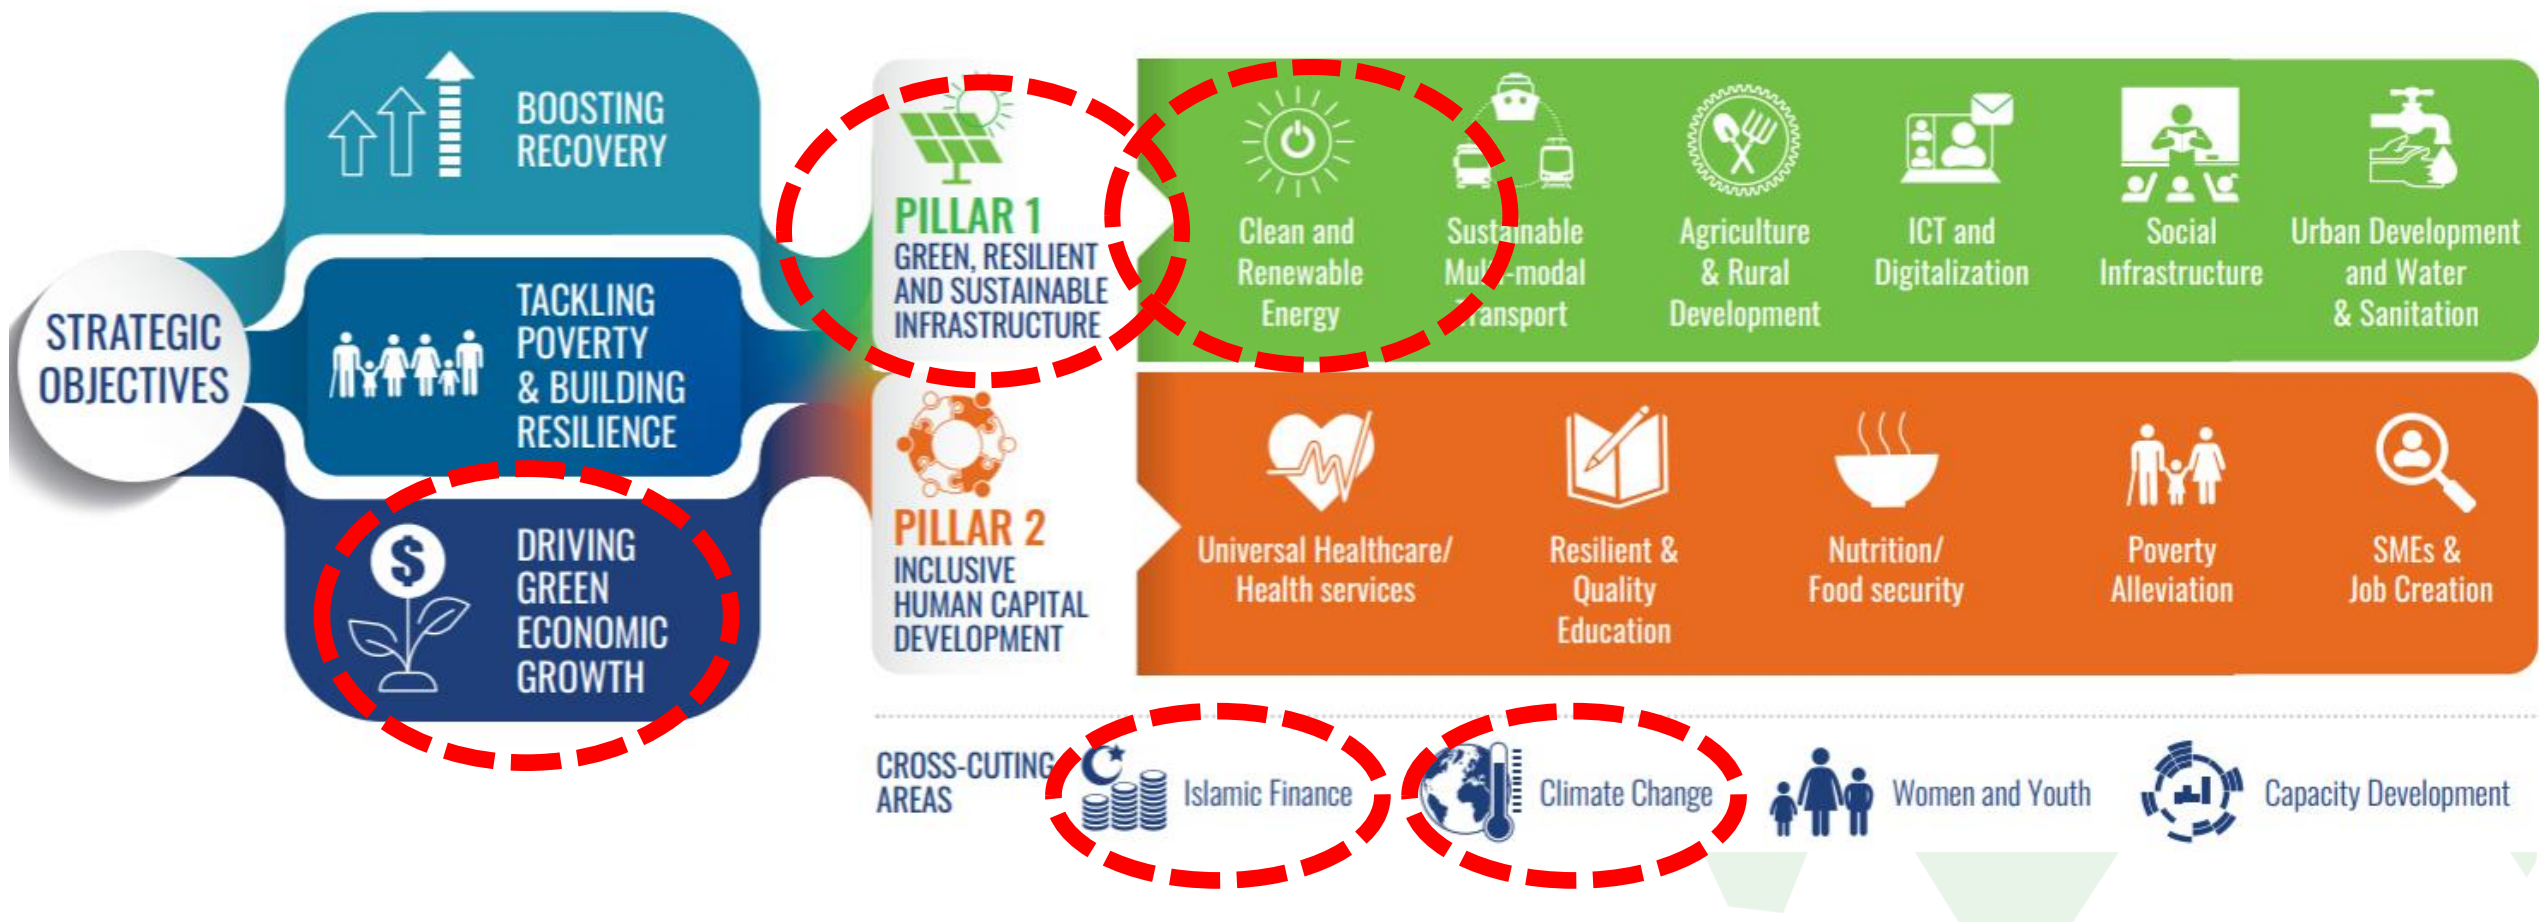 STRATEGIC
OBJECTIVES
BOOSTING
RECOVERY
TACKLING
POVERTY
& BUILDING
RESILIENCE
$
DRIVING
GREEN
ECONOMIC
GROWTH
PILLAR 1
GREEN, RESILIENT
AND SUSTAINABLE
INFRASTRUCTURE
Clean and
Renewable
Energy
Sustainable
Multi-modal
Transport
Agriculture
& Rural
Development
ICT and
Digitalization
Social
Infrastructure
Urban Development
and Water
& Sanitation
PILLAR 2
INCLUSIVE
HUMAN CAPITAL
DEVELOPMENT
Universal Healthcare/
Health services
Resilient &
Quality
Education
Nutrition/
Food security
Poverty
Alleviation
SMEs &
Job Creation
CROSS-CUTING
AREAS
Islamic Finance
Climate Change
Women and Youth
Capacity Development